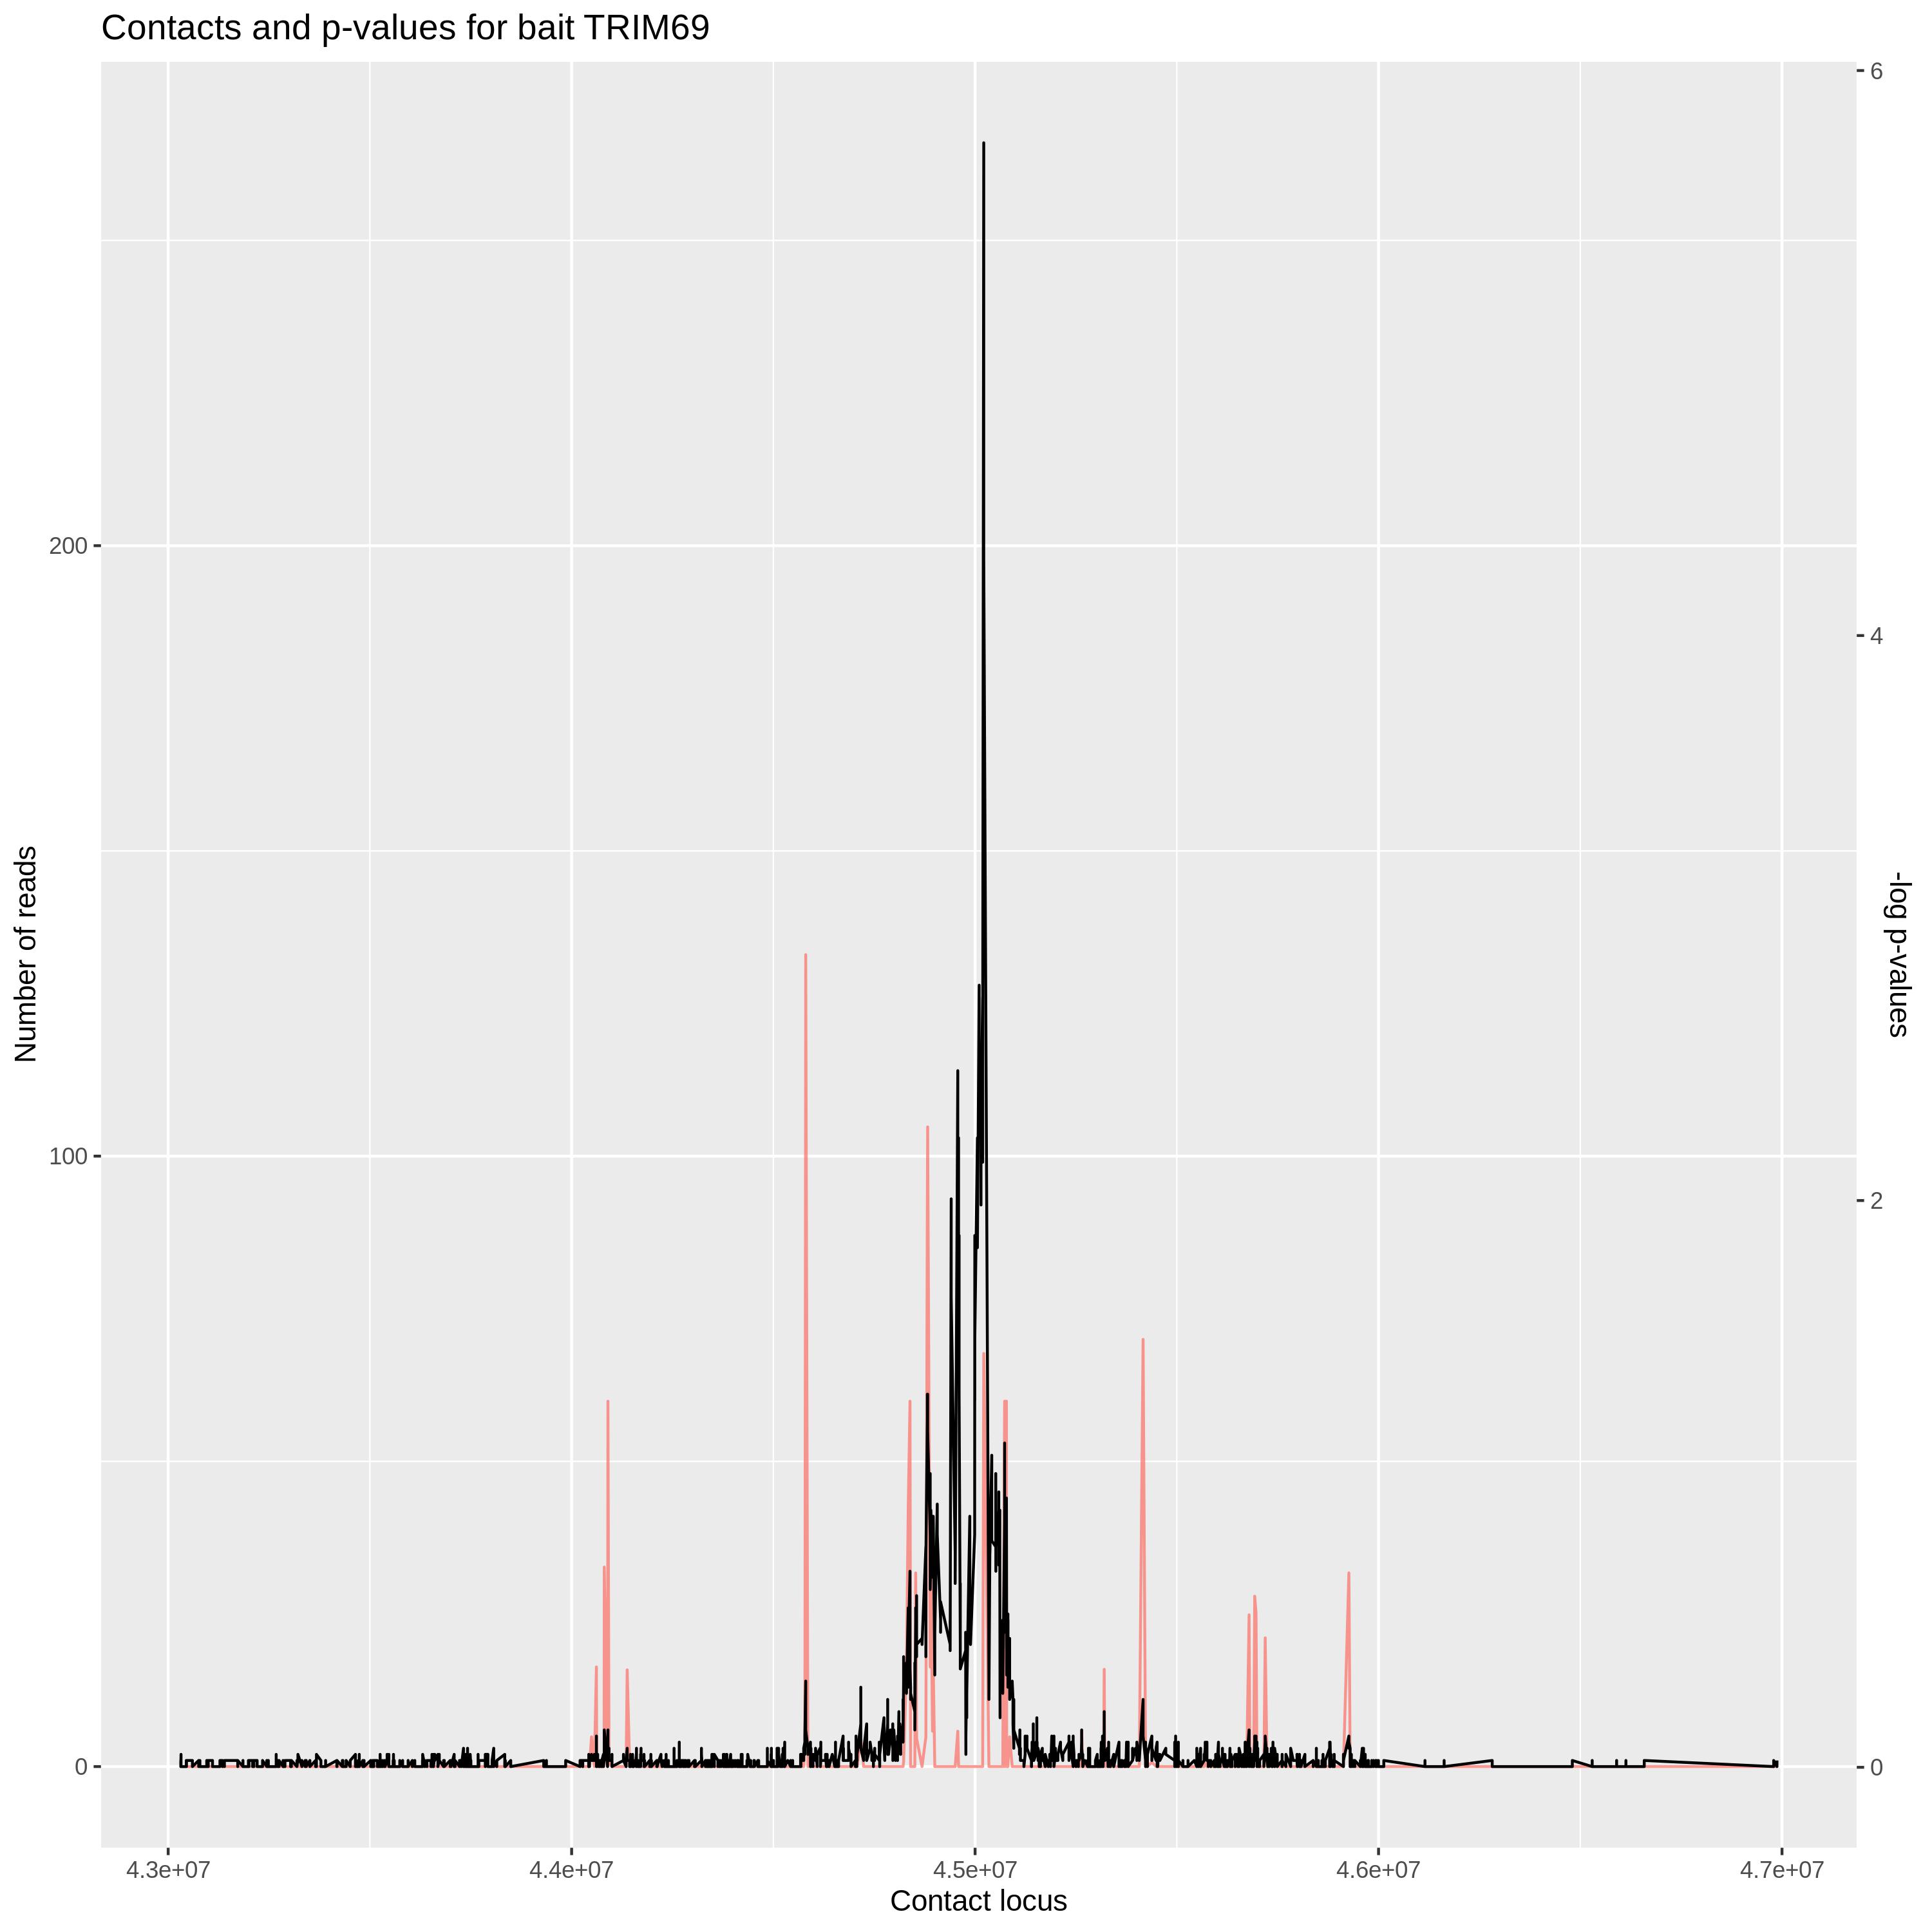 Contacts and p-values for bait TRIM69
Number of reads
200
100
0
6
4
2
0
-log p-values
4.3e+07
4.4e+07
4.5e+07
4.6e+07
4.7e+07
Contact locus